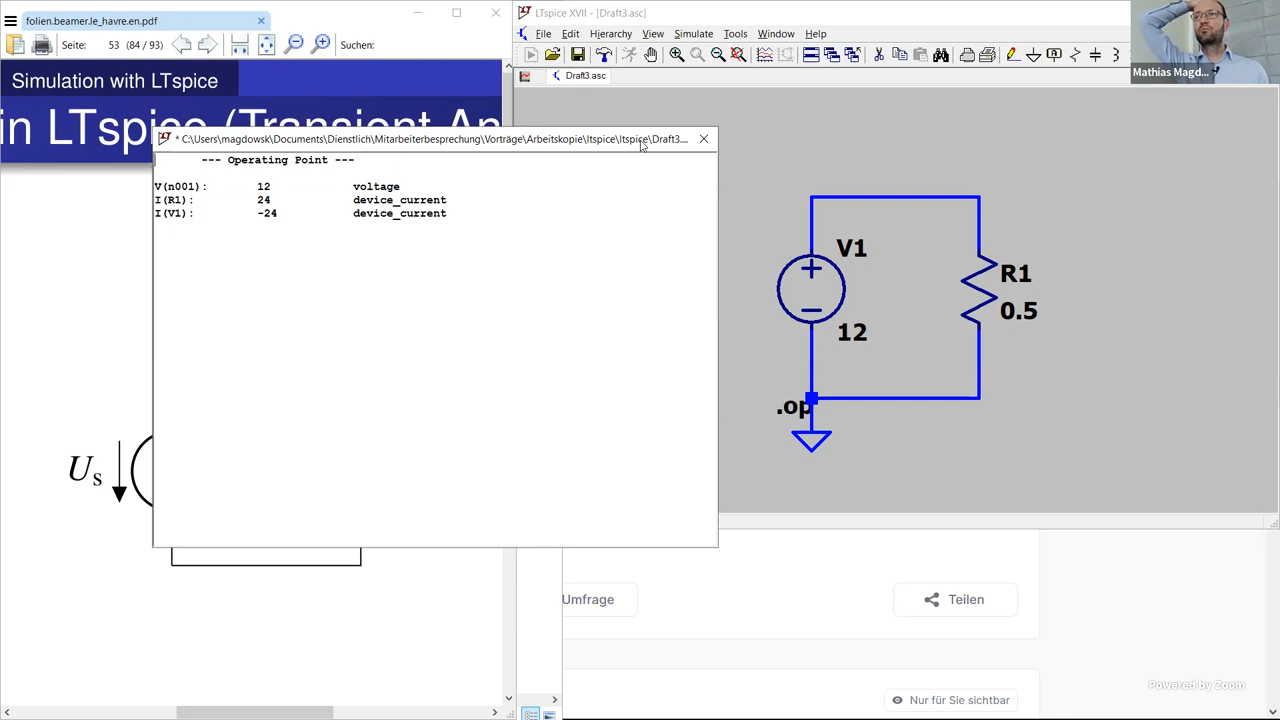 folien.beamer.le_havre.en.pdf
Seite: 53 (84 / 93) Suchen:
Simulation with LTspice
in LTspice (Transient An
* C:\Users\magdowsk\Documents\Dienstlich\Mitarbeiterbesprechung\Vorträge\Arbeitskopie\ltspice\ltspice\Draft3...
--- Operating Point ---
V(n001): 12 voltage
I(R1): 24 device_current
I(V1): -24 device_current
US
LTspice XVII - [Draft3.asc]
File Edit Hierarchy View Simulate Tools Window Help
Draft3.asc
Mathias Magd...
V1
12
R1
0.5
.op
Umfrage
Teilen
Nur für Sie sichtbar
Powered by Zoom